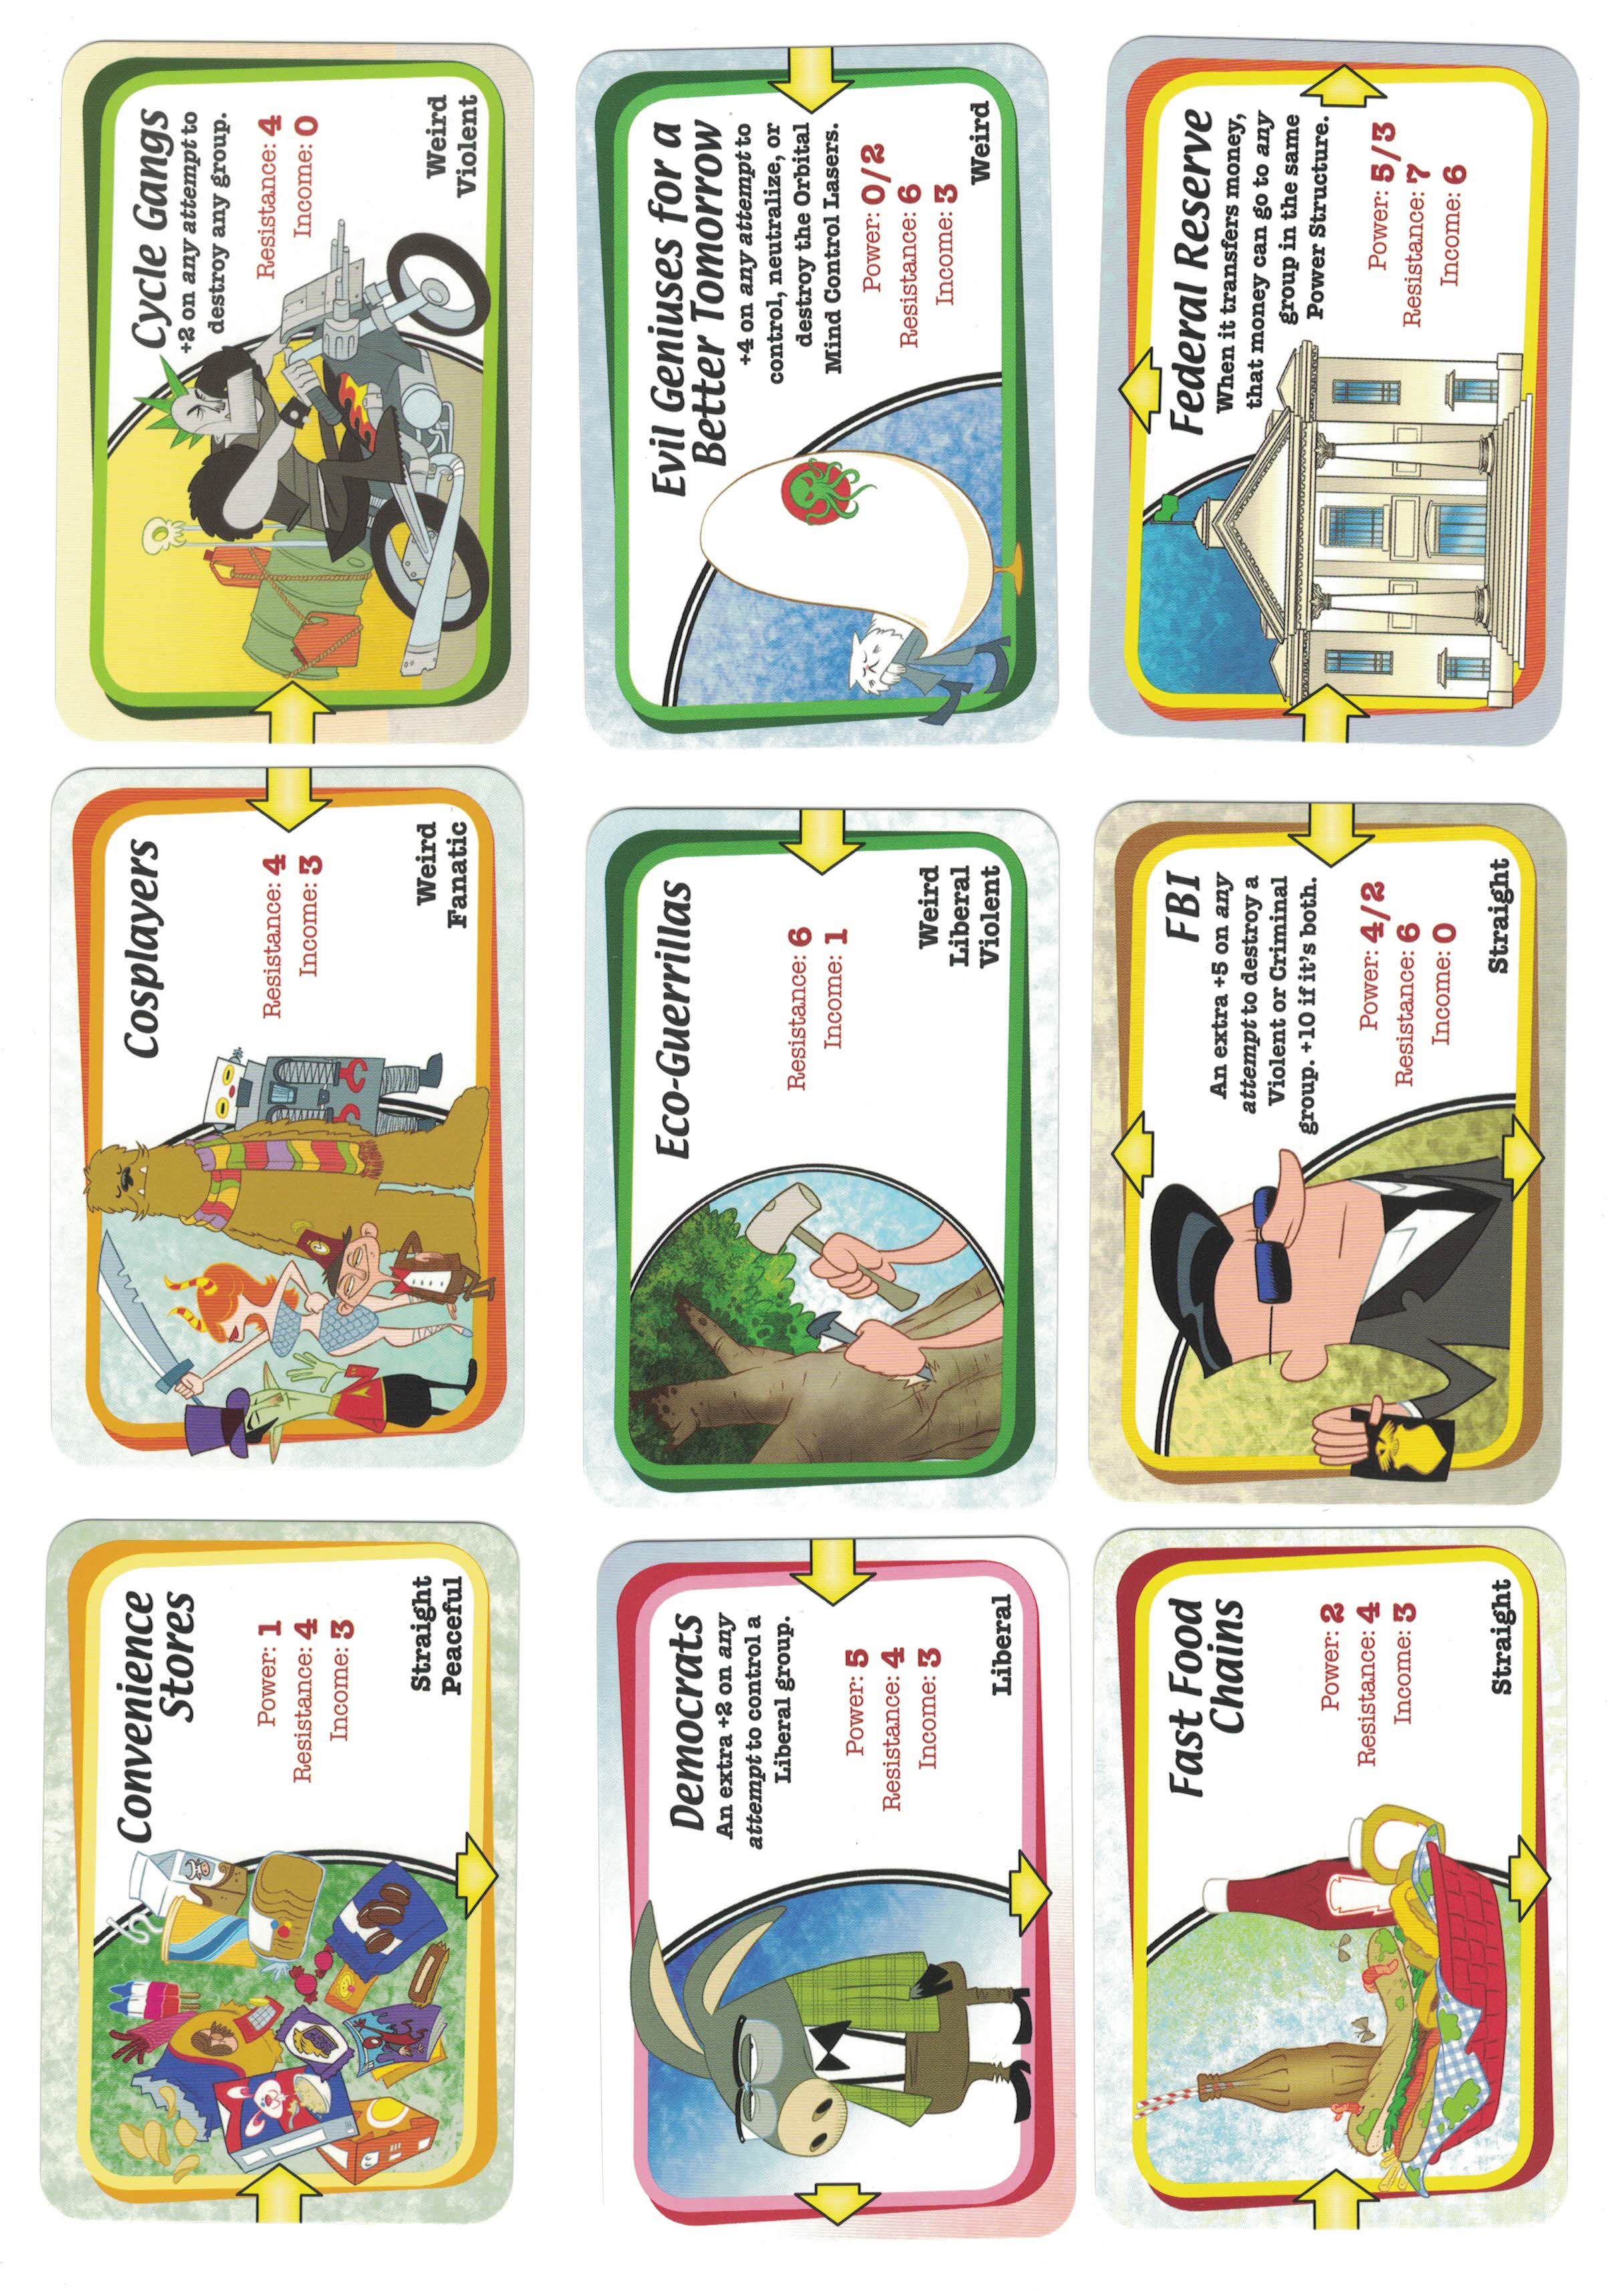 Convenience
Stores
Power: 1
Resistance: 4
Income: 3
Straight
Peaceful
Cosplayers
Resistance: 4
Income: 3
Weird
Fanatic
Cycle Gangs
+2 on any attempt to
destroy any group.
Resistance: 4
Income: 0
Weird
Violent
Democrats
An extra +2 on any
attempt to control a
Liberal group.
Power: 5
Resistance: 4
Income: 3
Liberal
Eco-Guerrillas
Resistance: 6
Income: 1
Weird
Liberal
Violent
Evil Geniuses for a
Better Tomorrow
+4 on any attempt to
control, neutralize, or
destroy the Orbital
Mind Control Lasers.
Power: 0/2
Resistance: 6
Income: 3
Weird
Fast Food
Chains
Power: 2
Resistance: 4
Income: 3
Straight
FBI
An extra +5 on any
attempt to destroy a
Violent or Criminal
group. +10 if it's both.
Power: 4/2
Resistance: 6
Income: 0
Straight
Federal Reserve
When it transfers money,
that money can go to any
group in the same
Power Structure.
Power: 5/3
Resistance: 7
Income: 6